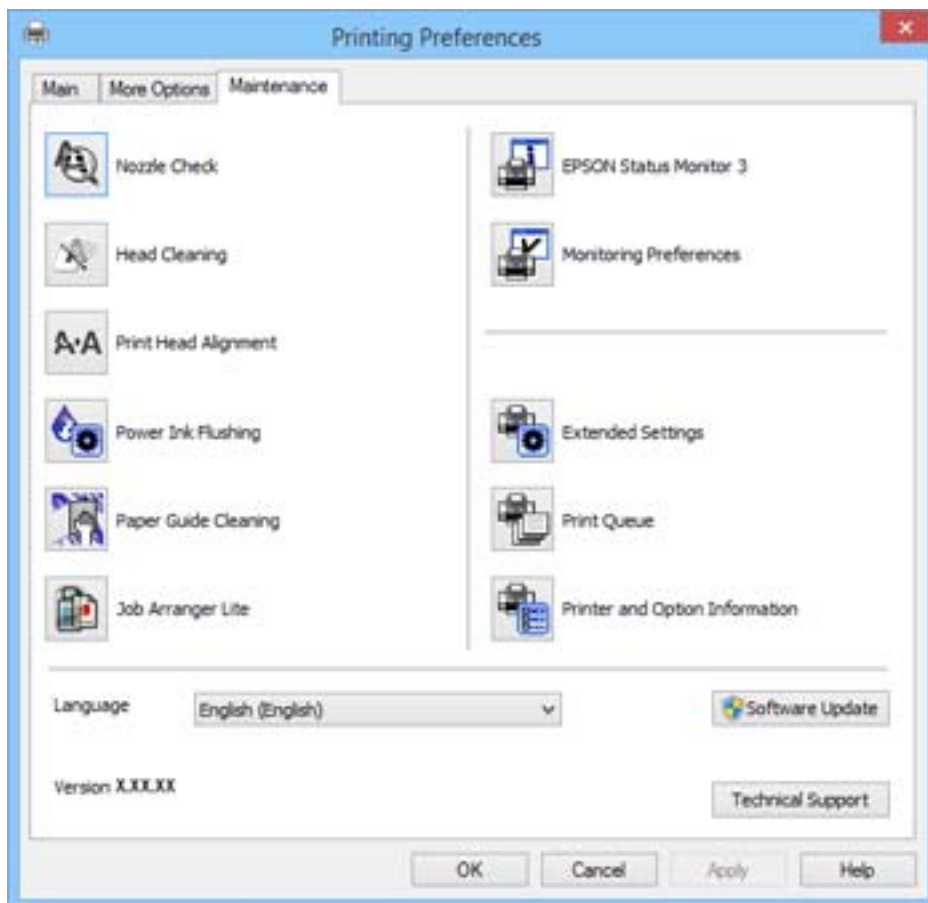 Printing Preferences
Main
More Options
Maintenance
Nozzle Check
Head Cleaning
A·A Print Head Alignment
Power Ink Flushing
Paper Guide Cleaning
Job Arranger Lite
EPSON Status Monitor 3
Monitoring Preferences
Extended Settings
Print Queue
Printer and Option Information
Language
English (English)
Software Update
Version X.XX.XX
Technical Support
OK
Cancel
Apply
Help